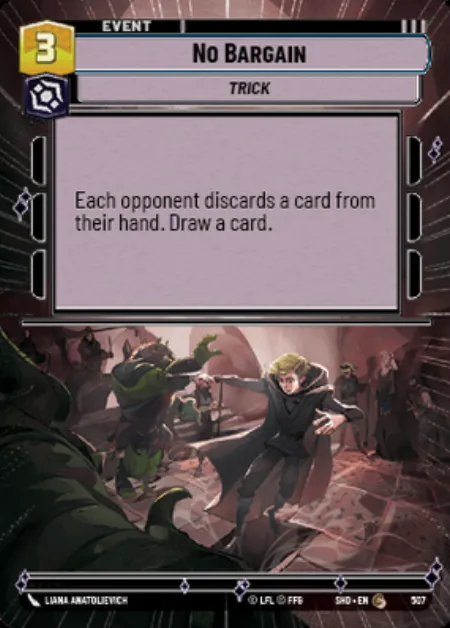 EVENT
3
NO BARGAIN
TRICK
Each opponent discards a card from
their hand. Draw a card.
LIANA ANATOLIEVICH
© LFL © FFG
SHD • EN
507